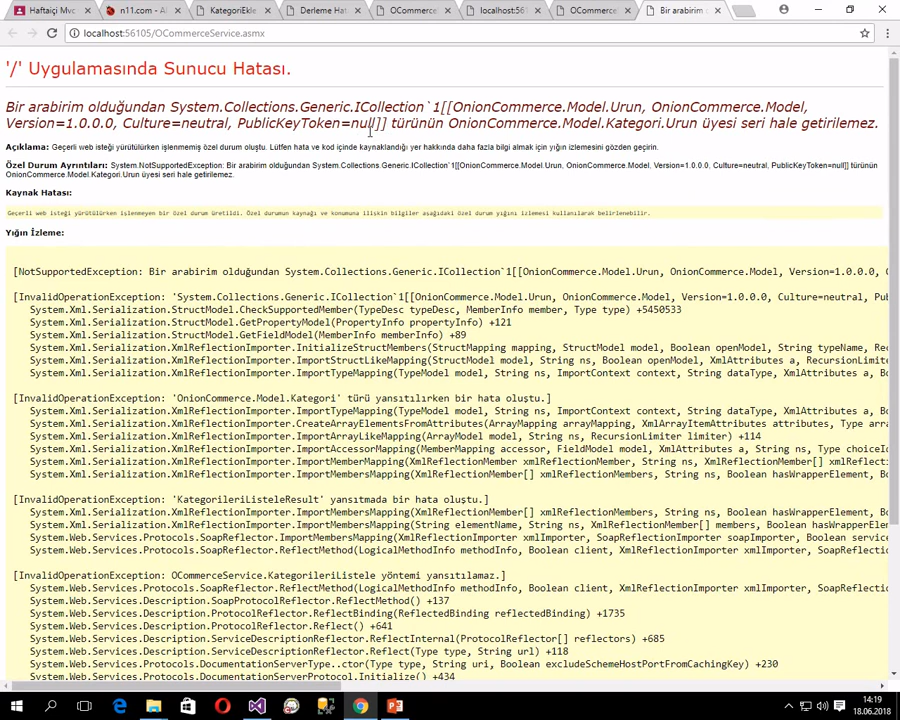 Haftaiçi Mvc
n11.com - Al
KategoriEkle
Derleme Hat
OCommerce
localhost:561
OCommerce
Bir arabirim o
localhost:56105/OCommerceService.asmx
'/' Uygulamasında Sunucu Hatası.
Bir arabirim olduğundan System.Collections.Generic.ICollection`1[[OnionCommerce.Model.Urun, OnionCommerce.Model,
Version=1.0.0.0, Culture=neutral, PublicKeyToken=null]] türünün OnionCommerce.Model.Kategori.Urun üyesi seri hale getirilemez.
Açıklama: Geçerli web isteği yürütülürken işlenmemiş özel durum oluştu. Lütfen hata ve kod içinde kaynaklandığı yer hakkında daha fazla bilgi almak için yığın izlemesini gözden geçirin.
Özel Durum Ayrıntıları: System.NotSupportedException: Bir arabirim olduğundan System.Collections.Generic.ICollection`1[[OnionCommerce.Model.Urun, OnionCommerce.Model, Version=1.0.0.0, Culture=neutral, PublicKeyToken=null]] türünün
OnionCommerce.Model.Kategori.Urun üyesi seri hale getirilemez.
Kaynak Hatası:
Geçerli web isteği yürütülürken işlenmeyen bir özel durum üretildi. Özel durumun kaynağı ve konumuna ilişkin bilgiler aşağıdaki özel durum yığını izlemesi kullanılarak belirlenebilir.
Yığın İzleme:
[NotSupportedException: Bir arabirim olduğundan System.Collections.Generic.ICollection`1[[OnionCommerce.Model.Urun, OnionCommerce.Model, Version=1.0.0.0, C
[InvalidOperationException: 'System.Collections.Generic.ICollection`1[[OnionCommerce.Model.Urun, OnionCommerce.Model, Version=1.0.0.0, Culture=neutral, Pub
System.Xml.Serialization.StructModel.CheckSupportedMember(TypeDesc typeDesc, MemberInfo member, Type type) +5450533
System.Xml.Serialization.StructModel.GetPropertyModel(PropertyInfo propertyInfo) +121
System.Xml.Serialization.StructModel.GetFieldModel(MemberInfo memberInfo) +89
System.Xml.Serialization.XmlReflectionImporter.InitializeStructMembers(StructMapping mapping, StructModel model, Boolean openModel, String typeName, Rec
System.Xml.Serialization.XmlReflectionImporter.ImportStructLikeMapping(StructModel model, String ns, Boolean openModel, XmlAttributes a, RecursionLimite
System.Xml.Serialization.XmlReflectionImporter.ImportTypeMapping(TypeModel model, String ns, ImportContext context, String dataType, XmlAttributes a, Bo
[InvalidOperationException: 'OnionCommerce.Model.Kategori' türü yansıtılırken bir hata oluştu.]
System.Xml.Serialization.XmlReflectionImporter.ImportTypeMapping(TypeModel model, String ns, ImportContext context, String dataType, XmlAttributes a, Bo
System.Xml.Serialization.XmlReflectionImporter.CreateArrayElementsFromAttributes(ArrayMapping arrayMapping, XmlArrayItemAttributes attributes, Type arra
System.Xml.Serialization.XmlReflectionImporter.ImportArrayLikeMapping(ArrayModel model, String ns, RecursionLimiter limiter) +114
System.Xml.Serialization.XmlReflectionImporter.ImportAccessorMapping(MemberMapping accessor, FieldModel model, XmlAttributes a, String ns, Type choiceId
System.Xml.Serialization.XmlReflectionImporter.ImportMemberMapping(XmlReflectionMember xmlReflectionMember, String ns, XmlReflectionMember[] xmlReflecti
System.Xml.Serialization.XmlReflectionImporter.ImportMembersMapping(XmlReflectionMember[] xmlReflectionMembers, String ns, Boolean hasWrapperElement, Bo
[InvalidOperationException: 'KategorileriListeleResult' yansıtmada bir hata oluştu.]
System.Xml.Serialization.XmlReflectionImporter.ImportMembersMapping(XmlReflectionMember[] xmlReflectionMembers, String ns, Boolean hasWrapperElement, Bo
System.Xml.Serialization.XmlReflectionImporter.ImportMembersMapping(String elementName, String ns, XmlReflectionMember[] members, Boolean hasWrapperElem
System.Web.Services.Protocols.SoapReflector.ImportMembersMapping(XmlReflectionImporter xmlImporter, SoapReflectionImporter soapImporter, Boolean service
System.Web.Services.Protocols.SoapReflector.ReflectMethod(LogicalMethodInfo methodInfo, Boolean client, XmlReflectionImporter xmlImporter, SoapReflectio
[InvalidOperationException: OCommerceService.KategorileriListele yöntemi yansıtılamaz.]
System.Web.Services.Protocols.SoapReflector.ReflectMethod(LogicalMethodInfo methodInfo, Boolean client, XmlReflectionImporter xmlImporter, SoapReflectio
System.Web.Services.Description.SoapProtocolReflector.ReflectMethod() +137
System.Web.Services.Description.ProtocolReflector.ReflectBinding(ReflectedBinding reflectedBinding) +1735
System.Web.Services.Description.ProtocolReflector.Reflect() +641
System.Web.Services.Description.ServiceDescriptionReflector.ReflectInternal(ProtocolReflector[] reflectors) +685
System.Web.Services.Description.ServiceDescriptionReflector.Reflect(Type type, String url) +118
System.Web.Services.Protocols.DocumentationServerType..ctor(Type type, String uri, Boolean excludeSchemeHostPortFromCachingKey) +230
System.Web.Services.Protocols.DocumentationServerProtocol.Initialize() +434
14:19
18.06.2018